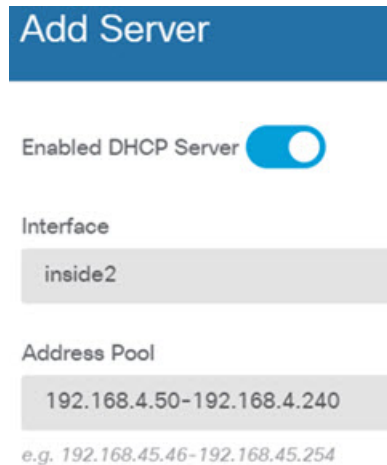 Add Server
Enabled DHCP Server
Interface
inside2
Address Pool
192.168.4.50-192.168.4.240
e.g. 192.168.45.46-192.168.45.254